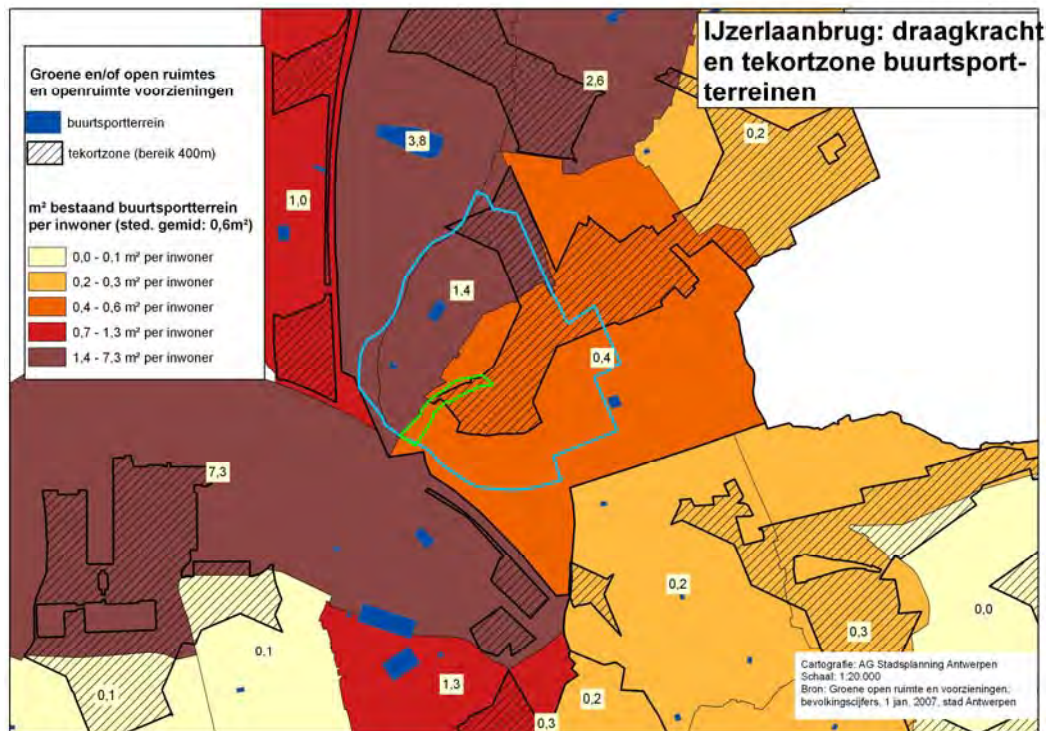 IJzerlaanbrug: draagkracht
en tekortzone buurtsport-
terreinen
Groene en/of open ruimtes
en openruimte voorzieningen
buurtsportterrein
tekortzone (bereik 400m)
m² bestaand buurtsportterrein
per inwoner (sted. gemid: 0,6m²)
0,0 - 0,1 m² per inwoner
0,2 - 0,3 m² per inwoner
0,4 - 0,6 m² per inwoner
0,7 - 1,3 m² per inwoner
1,4 - 7,3 m² per inwoner
2,6
3,8
0,2
1,0
1,4
0,4
7,3
0,2
0,0
0,1
0,3
0,1
1,3
0,2
0,3
Cartografie: AG Stadsplanning Antwerpen
Schaal: 1:20.000
Bron: Groene open ruimte en voorzieningen;
bevolkingscijfers, 1 jan, 2007, stad Antwerpen